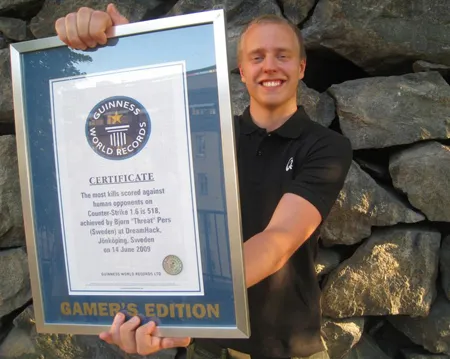 GUINNESS
WORLD
RECORDS
CERTIFICATE
The most kills scored against
human opponents on
Counter-Strike 1.6 is 518,
achieved by Bjorn "Threat" Pers
(Sweden) at DreamHack,
Jönköping, Sweden
on 14 June 2009
GUINNESS WORLD RECORDS LTD
GAMER'S EDITION